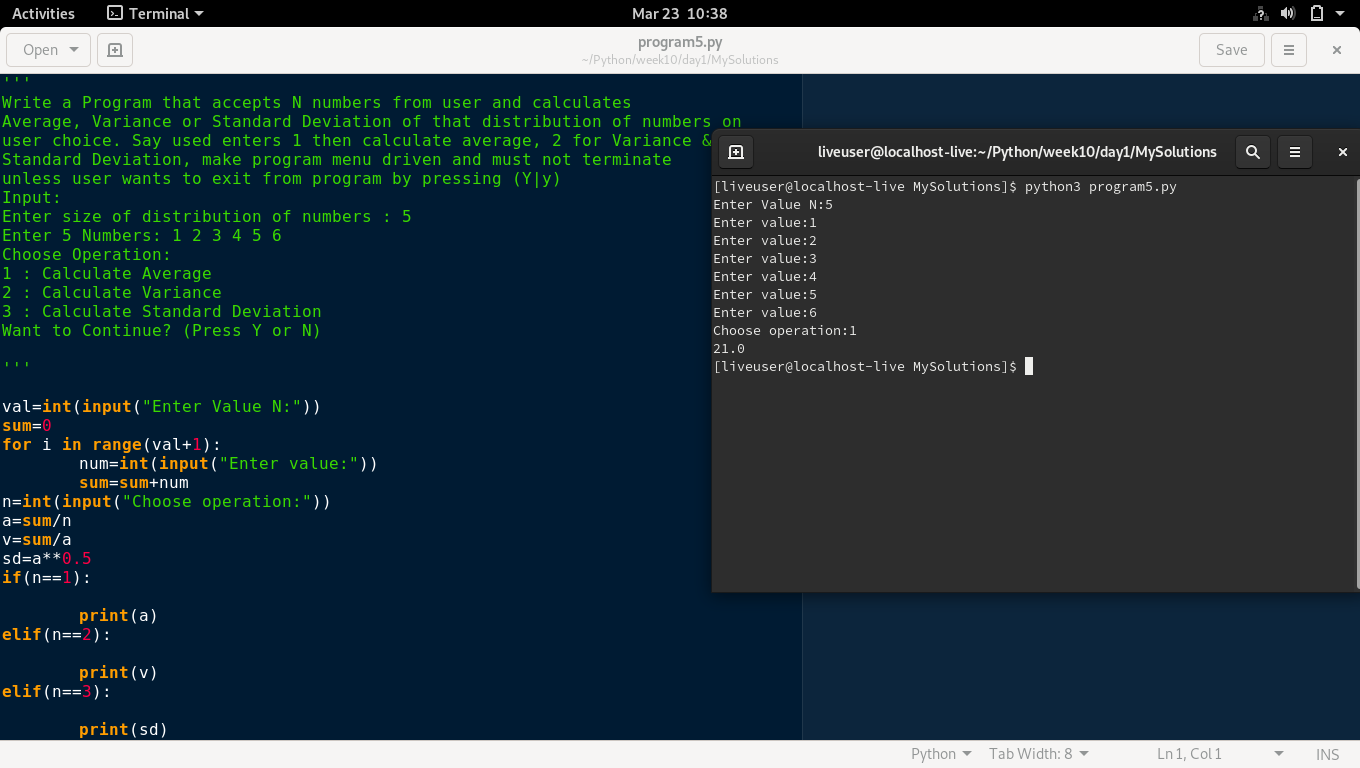 Activities Terminal Mar 23 10:38
Open program5.py Save
~/Python/week10/day1/MySolutions
'''
Write a Program that accepts N numbers from user and calculates
Average, Variance or Standard Deviation of that distribution of numbers on
user choice. Say used enters 1 then calculate average, 2 for Variance &
Standard Deviation, make program menu driven and must not terminate
unless user wants to exit from program by pressing (Y|y)
Input:
Enter size of distribution of numbers : 5
Enter 5 Numbers: 1 2 3 4 5 6
Choose Operation:
1 : Calculate Average
2 : Calculate Variance
3 : Calculate Standard Deviation
Want to Continue? (Press Y or N)
'''
val=int(input("Enter Value N:"))
sum=0
for i in range(val+1):
        num=int(input("Enter value:"))
        sum=sum+num
n=int(input("Choose operation:"))
a=sum/n
v=sum/a
sd=a**0.5
if(n==1):
        print(a)
elif(n==2):
        print(v)
elif(n==3):
        print(sd)
liveuser@localhost-live:~/Python/week10/day1/MySolutions
[liveuser@localhost-live MySolutions]$ python3 program5.py
Enter Value N:5
Enter value:1
Enter value:2
Enter value:3
Enter value:4
Enter value:5
Enter value:6
Choose operation:1
21.0
[liveuser@localhost-live MySolutions]$
Python Tab Width: 8 Ln 1, Col 1 INS